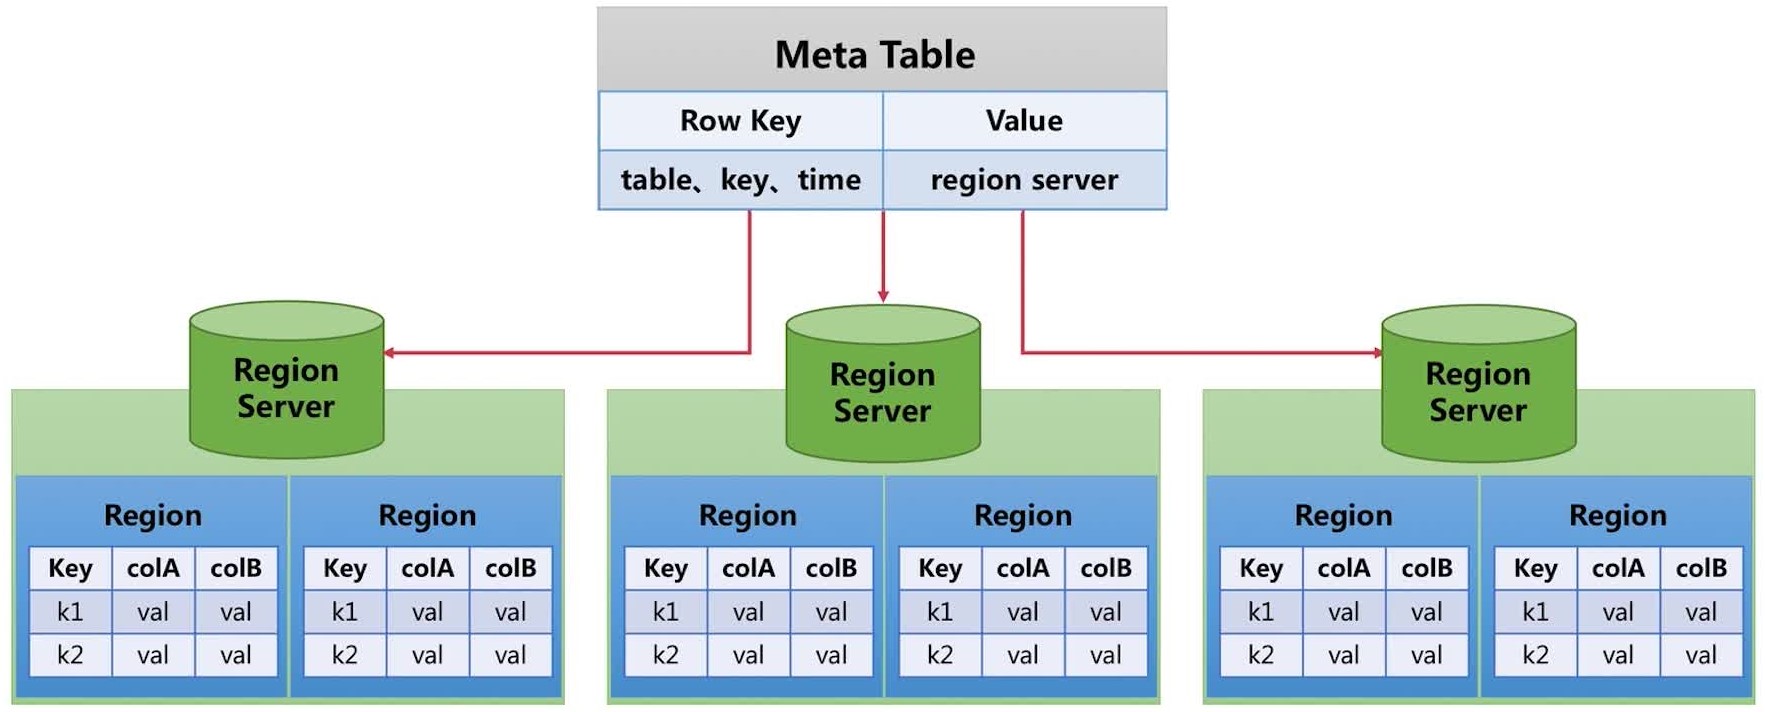 Meta Table
Row Key Value
table、key、time region server
Region
Server
Region
Server
Region
Server
Region Region Region Region Region Region
Key colA colB Key colA colB Key colA colB Key colA colB Key colA colB Key colA colB
k1 val val k1 val val k1 val val k1 val val k1 val val k1 val val
k2 val val k2 val val k2 val val k2 val val k2 val val k2 val val